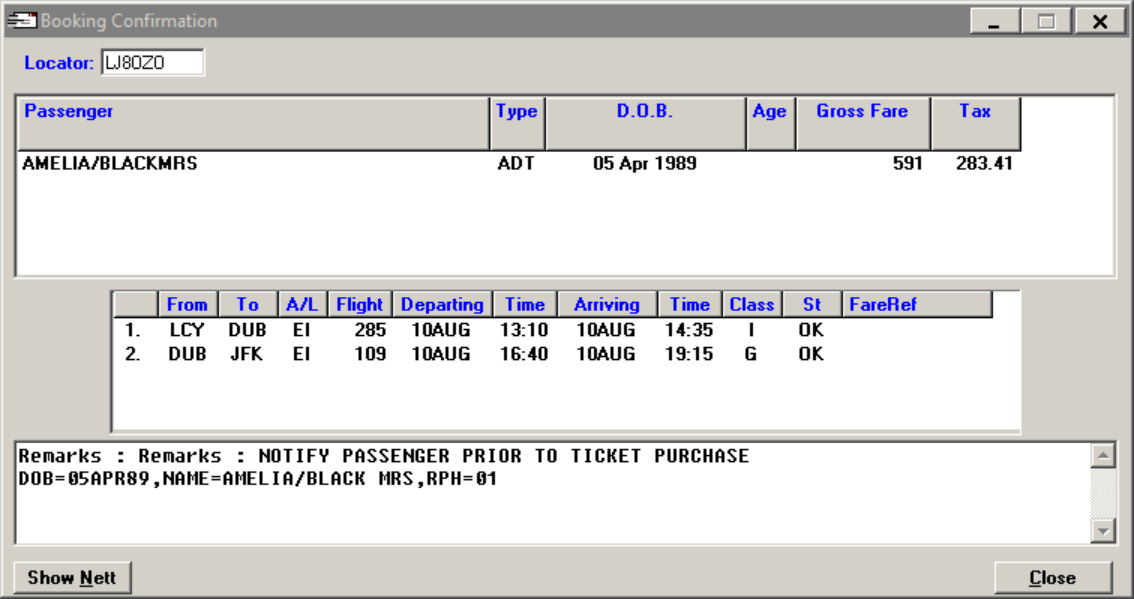 Booking Confirmation
Locator: LJ80ZO
Passenger Type D.O.B. Age Gross Fare Tax
AMELIA/BLACKMRS ADT 05 Apr 1989 591 283.41
From To A/L Flight Departing Time Arriving Time Class St FareRef
1. LCY DUB EI 285 10AUG 13:10 10AUG 14:35 I OK
2. DUB JFK EI 109 10AUG 16:40 10AUG 19:15 G OK
Remarks : Remarks : NOTIFY PASSENGER PRIOR TO TICKET PURCHASE
DOB=05APR89,NAME=AMELIA/BLACK MRS,RPH=01
Show Nett Close